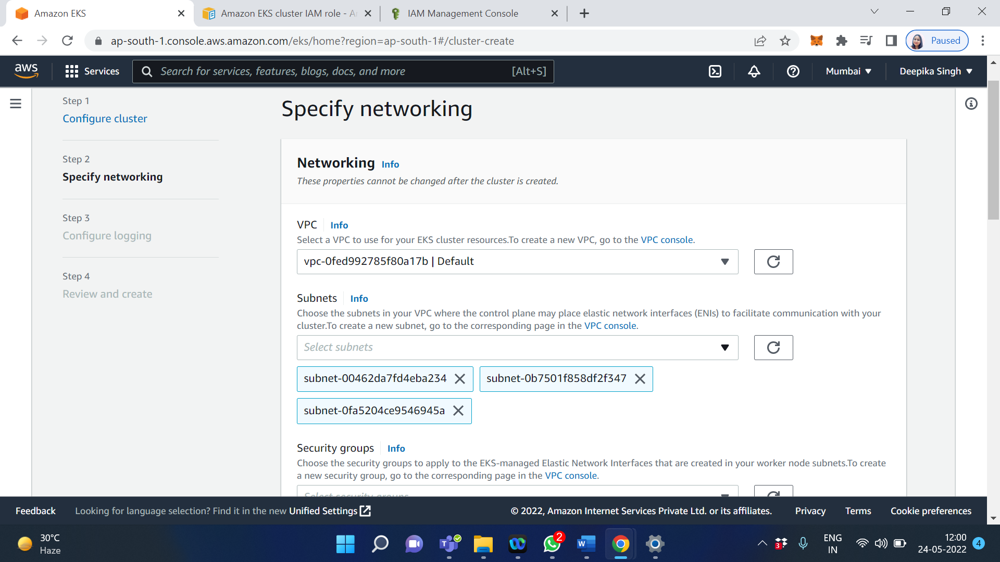 Amazon EKS
Amazon EKS cluster IAM role - A
IAM Management Console
ap-south-1.console.aws.amazon.com/eks/home?region=ap-south-1#/cluster-create
Paused
aws
Services
Search for services, features, blogs, docs, and more [Alt+S]
Mumbai
Deepika Singh
Step 1
Configure cluster
Step 2
Specify networking
Step 3
Configure logging
Step 4
Review and create
Specify networking
Networking Info
These properties cannot be changed after the cluster is created.
VPC Info
Select a VPC to use for your EKS cluster resources.To create a new VPC, go to the VPC console.
vpc-0fed992785f80a17b | Default
Subnets Info
Choose the subnets in your VPC where the control plane may place elastic network interfaces (ENIs) to facilitate communication with your
cluster.To create a new subnet, go to the corresponding page in the VPC console.
Select subnets
subnet-00462da7fd4eba234
subnet-0b7501f858df2f347
subnet-0fa5204ce9546945a
Security groups Info
Choose the security groups to apply to the EKS-managed Elastic Network Interfaces that are created in your worker node subnets.To create
a new security group, go to the corresponding page in the VPC console.
Select security groups
Feedback
Looking for language selection? Find it in the new Unified Settings
© 2022, Amazon Internet Services Private Ltd. or its affiliates.
Privacy
Terms
Cookie preferences
30°C
Haze
T
2
W
3
ENG
IN
12:00
24-05-2022
4